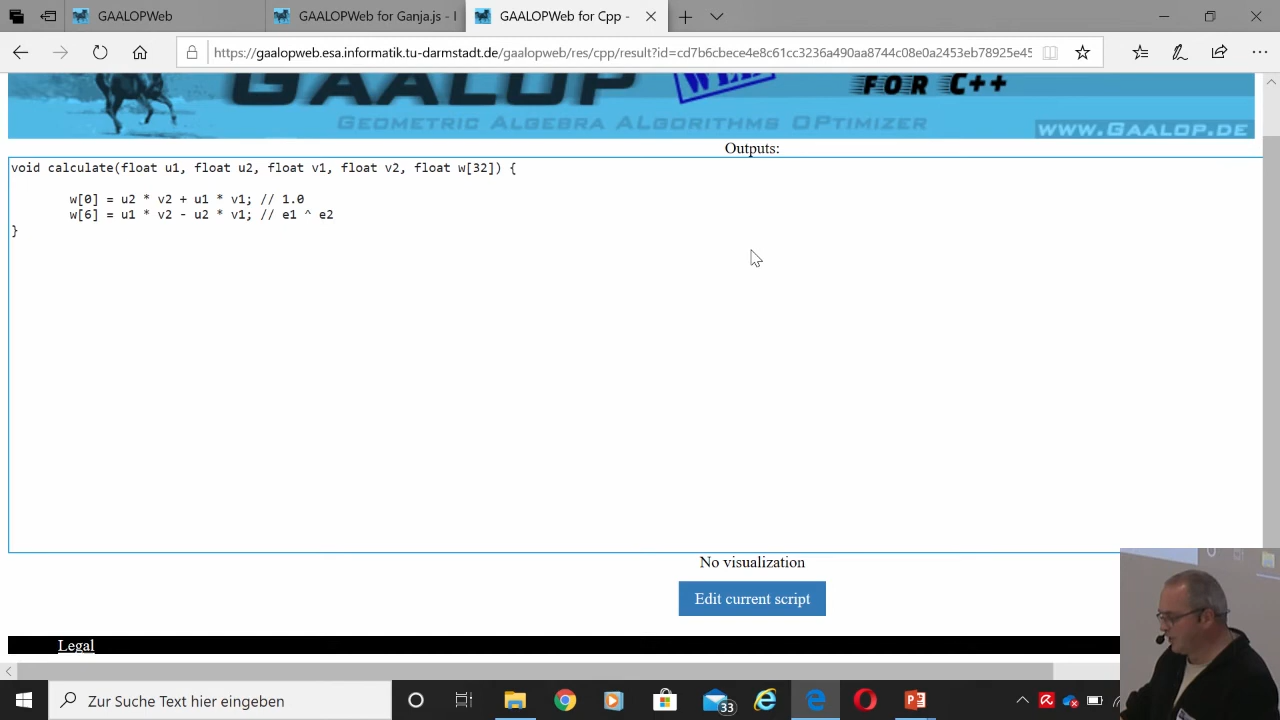 GAALOPWeb
GAALOPWeb for Ganja.js - I
GAALOPWeb for Cpp -
https://gaalopweb.esa.informatik.tu-darmstadt.de/gaalopweb/res/cpp/result?id=cd7b6cbece4e8c61cc3236a490aa8744c08e0a2453eb78925e45
GAALOP
FOR C++
GEOMETRIC ALGEBRA ALGORITHMS OPTIMIZER
WWW.GAALOP.DE
Outputs:
void calculate(float u1, float u2, float v1, float v2, float w[32]) {
w[0] = u2 * v2 + u1 * v1; // 1.0
w[6] = u1 * v2 - u2 * v1; // e1 ^ e2
}
No visualization
Edit current script
Legal
Zur Suche Text hier eingeben
33